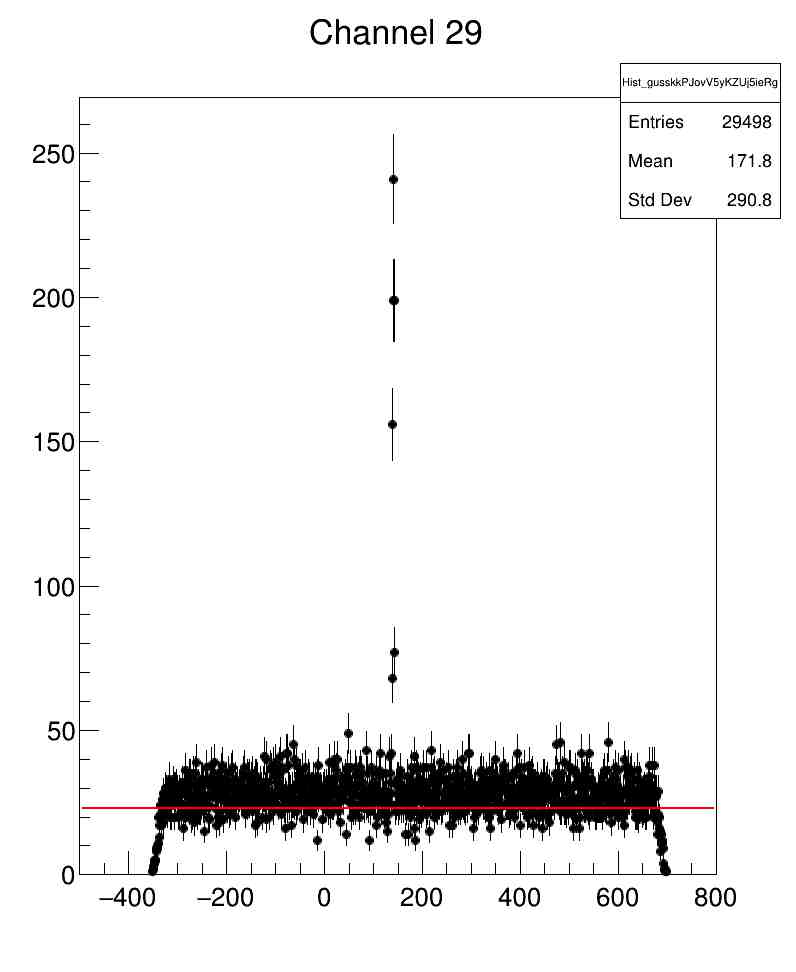 Channel 29
Hist_gusskkPJovV5yKZUj5ieRg
Entries 29498
Mean 171.8
Std Dev 290.8
250
200
150
100
50
0
−400 −200 0 200 400 600 800